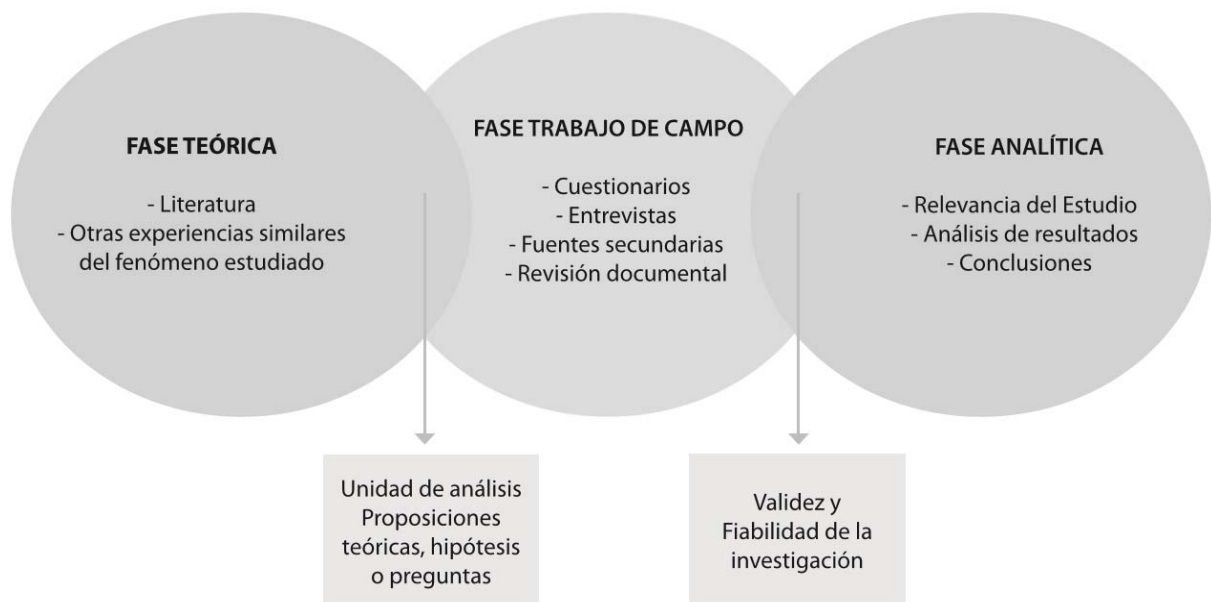 FASE TEÓRICA
- Literatura
- Otras experiencias similares
del fenómeno estudiado
FASE TRABAJO DE CAMPO
- Cuestionarios
- Entrevistas
- Fuentes secundarias
- Revisión documental
FASE ANALÍTICA
- Relevancia del Estudio
- Análisis de resultados
- Conclusiones
Unidad de análisis
Proposiciones
teóricas, hipótesis
o preguntas
Validez y
Fiabilidad de la
investigación